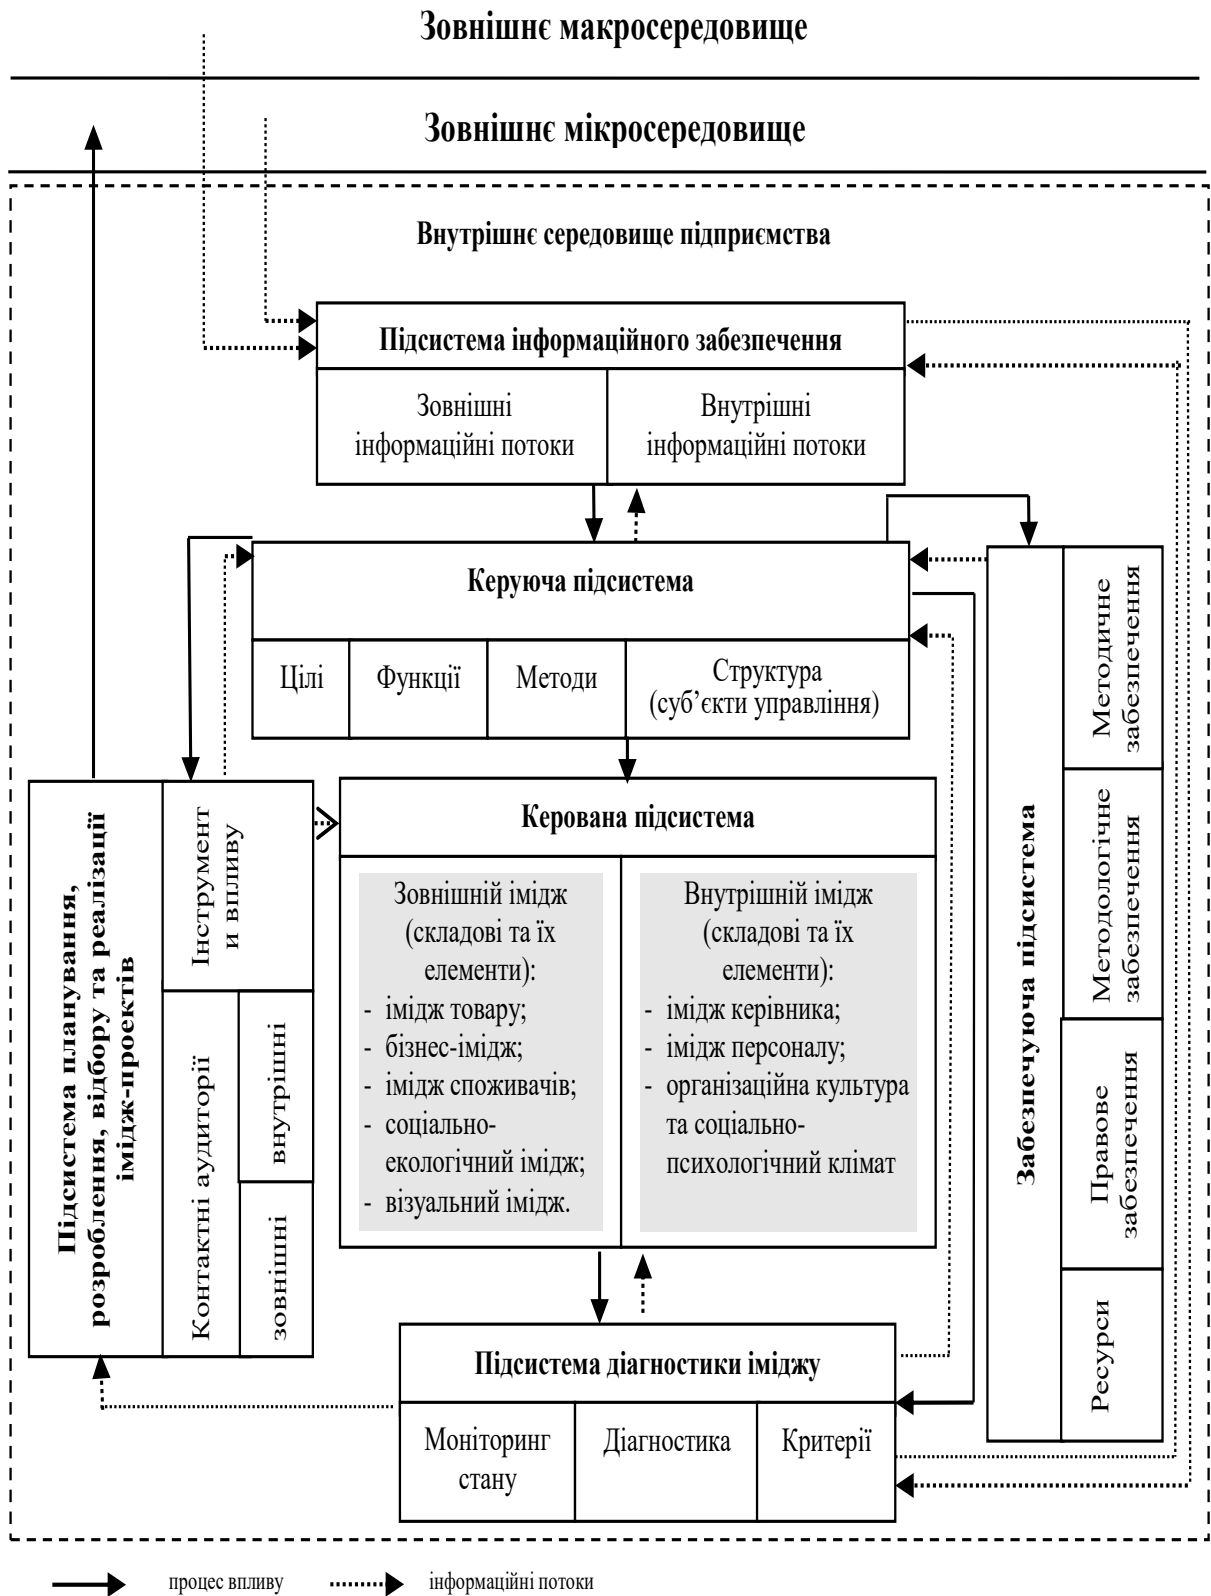 Зовнішнє макросередовище
Зовнішнє мікросередовище
Внутрішнє середовище підприємства
Підсистема інформаційного забезпечення
Зовнішні
інформаційні потоки
Внутрішні
інформаційні потоки
Керуюча підсистема
Цілі
Функції
Методи
Структура
(суб’єкти управління)
Підсистема планування,
розроблення, відбору та реалізації
імідж-проектів
Інструмент
и впливу
Контактні аудиторії
внутрішні
зовнішні
Керована підсистема
Зовнішній імідж
(складові та їх
елементи):
- імідж товару;
- бізнес-імідж;
- імідж споживачів;
- соціально-
екологічний імідж;
- візуальний імідж.
Внутрішній імідж
(складові та їх
елементи):
- імідж керівника;
- імідж персоналу;
- організаційна культура
та соціально-
психологічний клімат
Забезпечуюча підсистема
Методичне
забезпечення
Методологічне
забезпечення
Правове
забезпечення
Ресурси
Підсистема діагностики іміджу
Моніторинг
стану
Діагностика
Критерії
процес впливу
інформаційні потоки